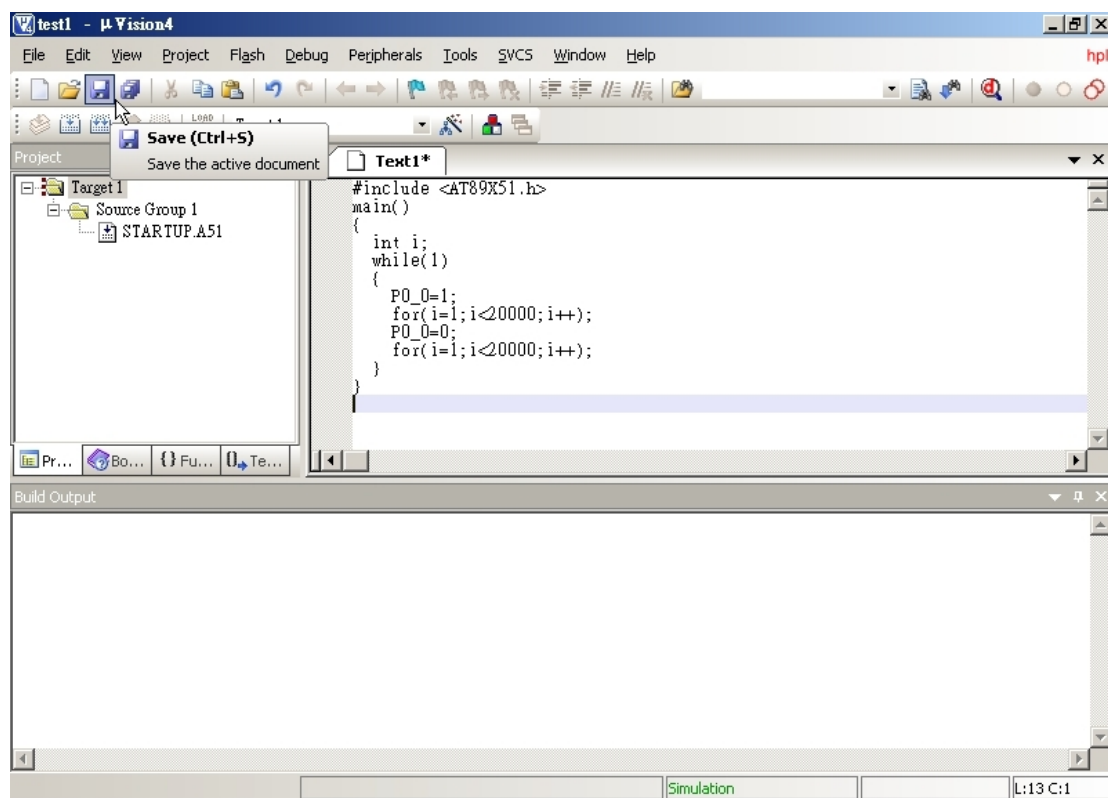 test1 - µVision4
File Edit View Project Flash Debug Peripherals Tools SVCS Window Help
hpl
LOAD
Save (Ctrl+S)
Save the active document
Project
Text1*
Target 1
Source Group 1
STARTUP.A51
#include <AT89X51.h>
main()
{
int i;
while(1)
{
P0_0=1;
for(i=1;i<20000;i++);
P0_0=0;
for(i=1;i<20000;i++);
}
}
Pr... Bo... {} Fu... 0 Te...
Build Output
Simulation L:13 C:1